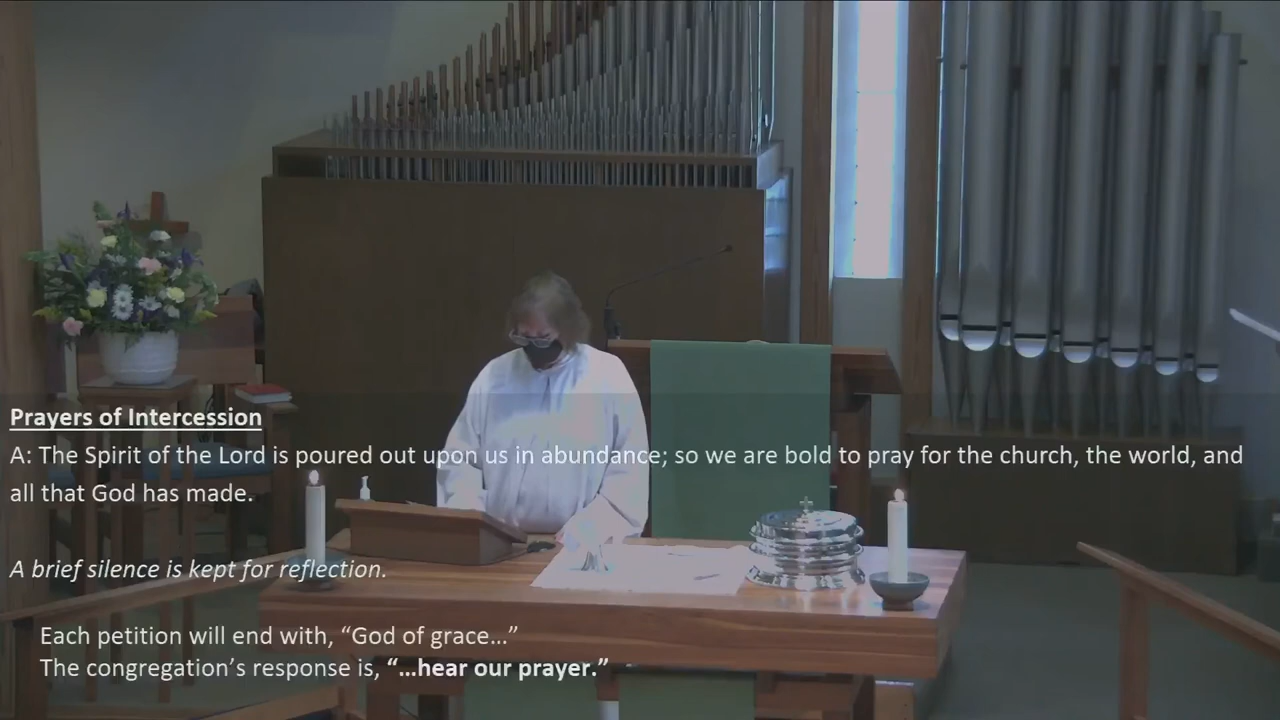 Prayers of Intercession
A: The Spirit of the Lord is poured out upon us in abundance; so we are bold to pray for the church, the world, and
all that God has made.
A brief silence is kept for reflection.
Each petition will end with, “God of grace…”
The congregation’s response is, “…hear our prayer.”